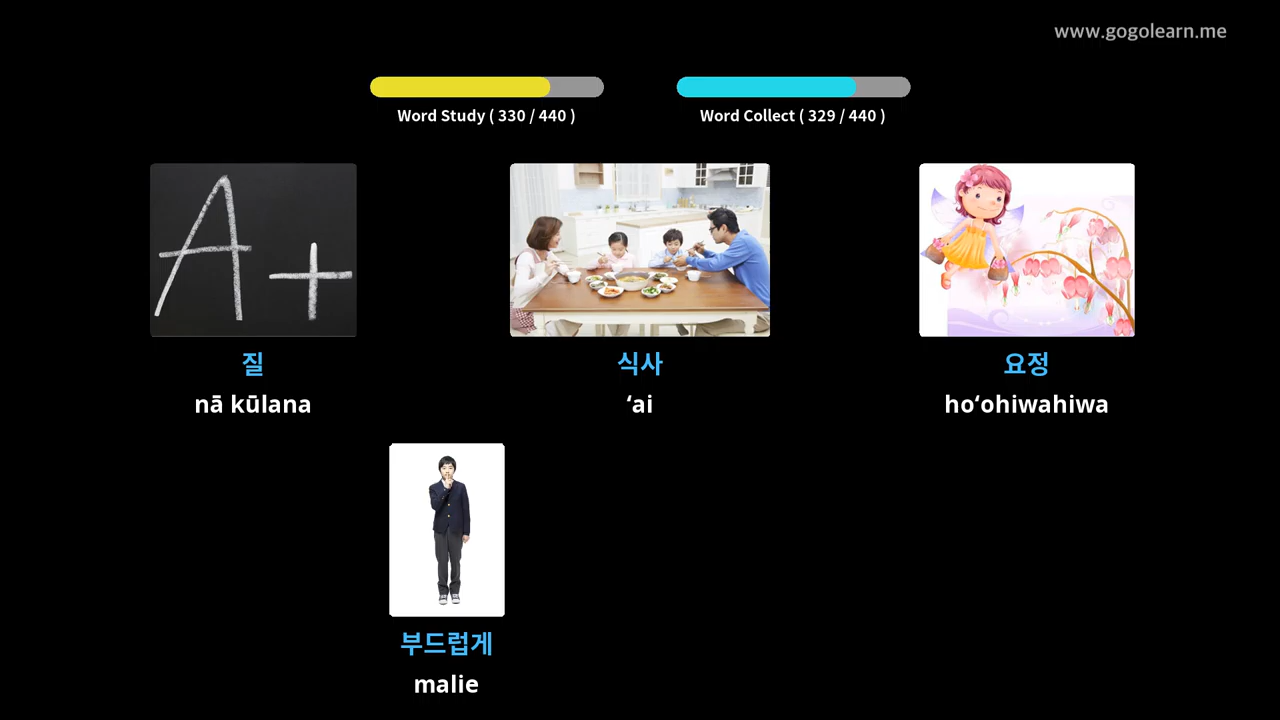 www.gogolearn.me
Word Study ( 330 / 440 )
Word Collect ( 329 / 440 )
A+
질
nā kūlana
식사
ʻai
요정
hoʻohiwahiwa
부드럽게
malie